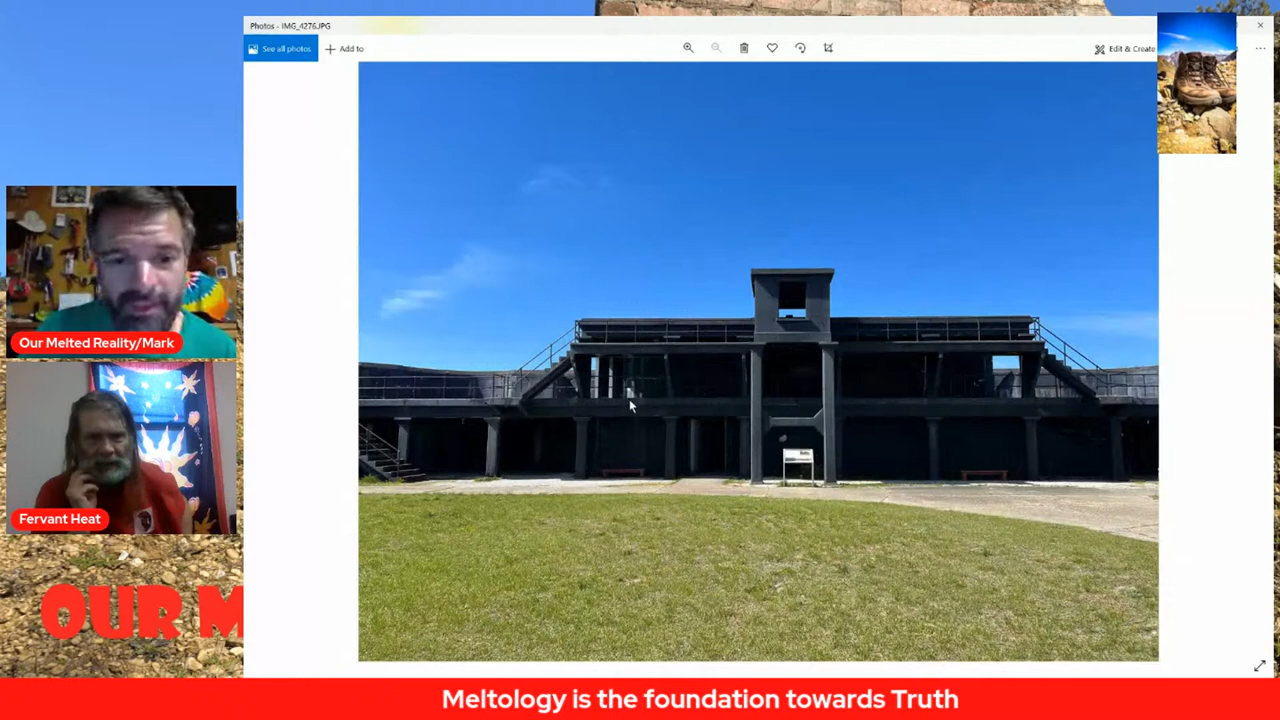 Photos - IMG_4276.JPG
See all photos
Add to
Edit & Create
Our Melted Reality/Mark
Fervant Heat
OUR M
Meltology is the foundation towards Truth